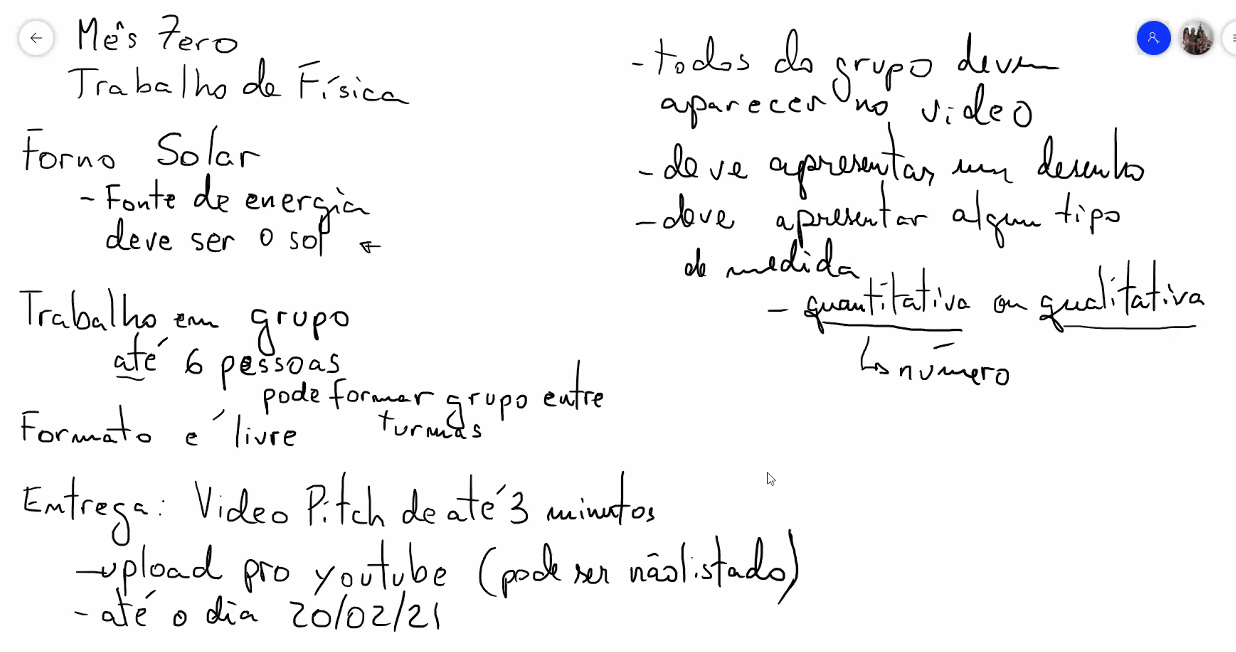 Mês Zero
Trabalho de Física
Forno Solar
- Fonte de energia
deve ser o sol ←
Trabalho em grupo
até 6 pessoas
pode formar grupo entre
turmas
Formato é livre
Entrega: Video Pitch de até 3 minutos
- upload pro youtube (pode ser não listado)
- até o dia 20/02/21
- todos do grupo devem
aparecer no video
- deve apresentar um desenho
- deve apresentar algum tipo
de medida
- quantitativa ou qualitativa
↳ número